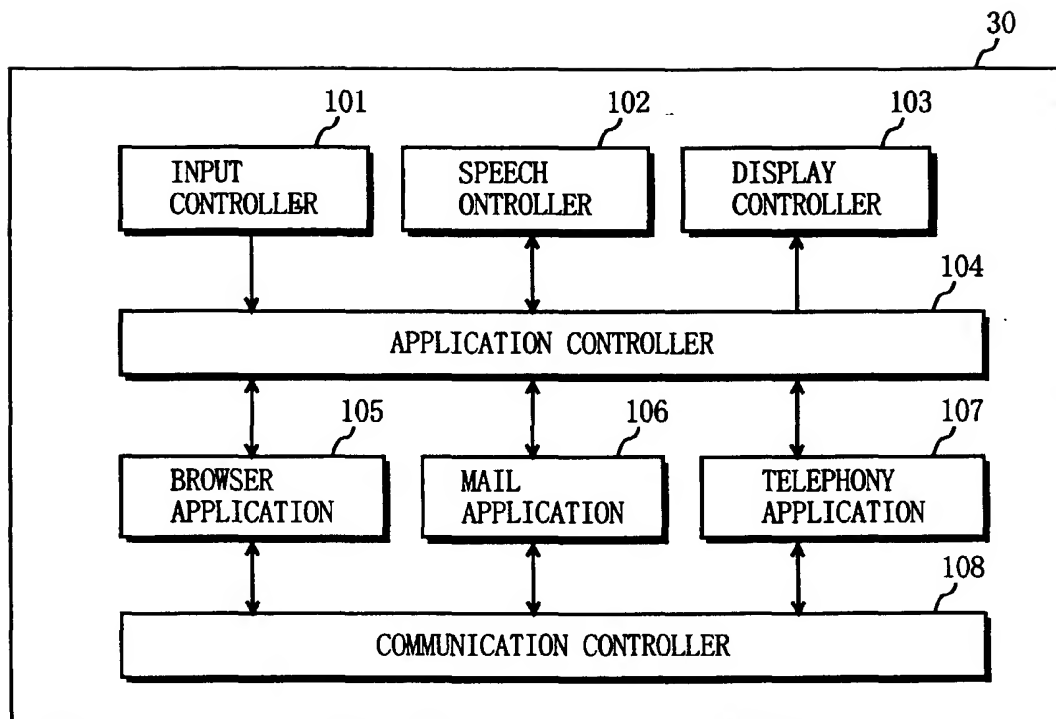 30
101
102
103
INPUT
CONTROLLER
SPEECH
ONTROLLER
DISPLAY
CONTROLLER
104
APPLICATION CONTROLLER
105
106
107
BROWSER
APPLICATION
MAIL
APPLICATION
TELEPHONY
APPLICATION
108
COMMUNICATION CONTROLLER